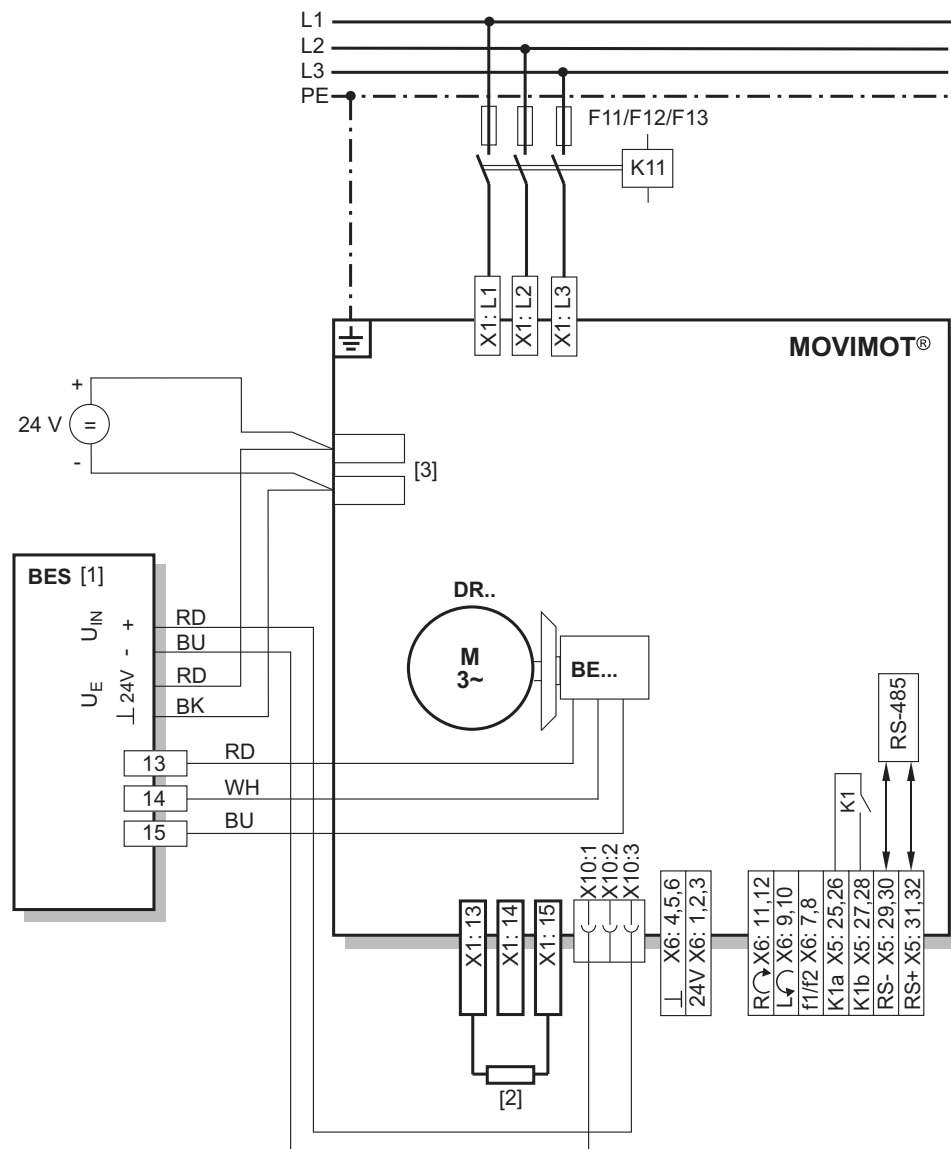 L1
L2
L3
PE
F11/F12/F13
K11
X1: L1
X1: L2
X1: L3
MOVIMOT®
+
24 V
=
-
[3]
BES [1]
UIN
+
-
UE
⊥ 24V
RD
BU
RD
BK
13
RD
14
WH
15
BU
DR..
M
3~
BE...
RS-485
K1
X10:1
X10:2
X10:3
X1: 13
X1: 14
X1: 15
⊥ X6: 4,5,6
24V X6: 1,2,3
R X6: 11,12
L X6: 9,10
f1/f2 X6: 7,8
K1a X5: 25,26
K1b X5: 27,28
RS- X5: 29,30
RS+ X5: 31,32
[2]